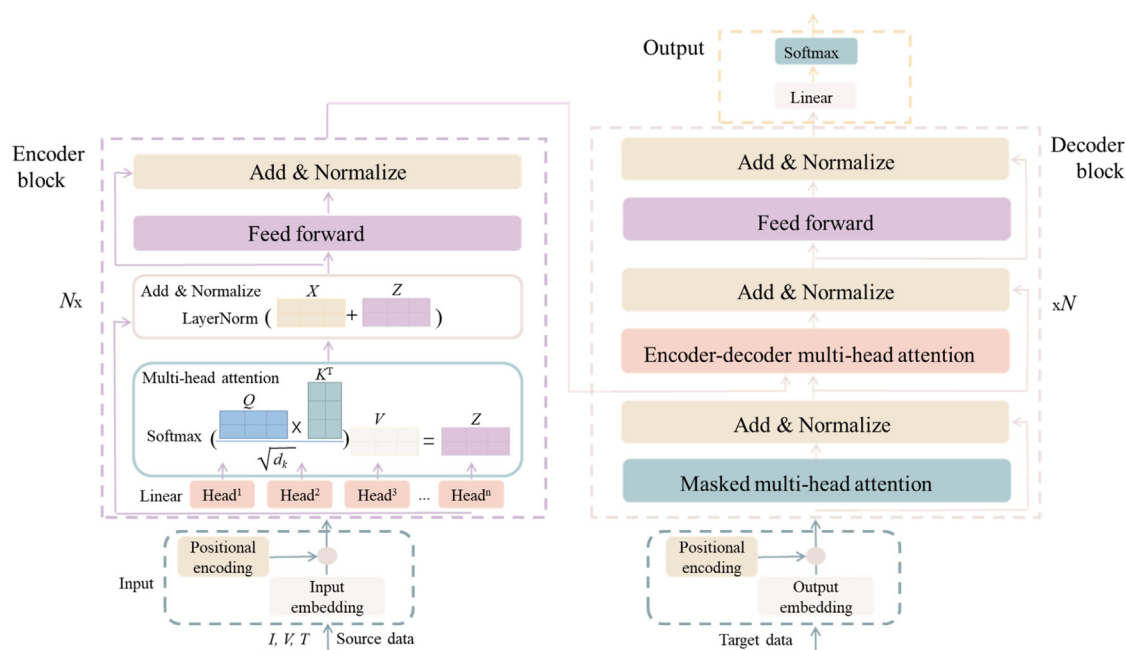 Output
Softmax
Linear
Encoder
block
Add & Normalize
Feed forward
Nx
Add & Normalize
X
Z
LayerNorm ( + )
Multi-head attention
Q
K^T
V
Z
Softmax ( × ) =
√d_k
Linear
Head^1
Head^2
Head^3
...
Head^n
Positional
encoding
Input
Input
embedding
I, V, T
Source data
Decoder
block
Add & Normalize
Feed forward
Add & Normalize
xN
Encoder-decoder multi-head attention
Add & Normalize
Masked multi-head attention
Positional
encoding
Output
embedding
Target data